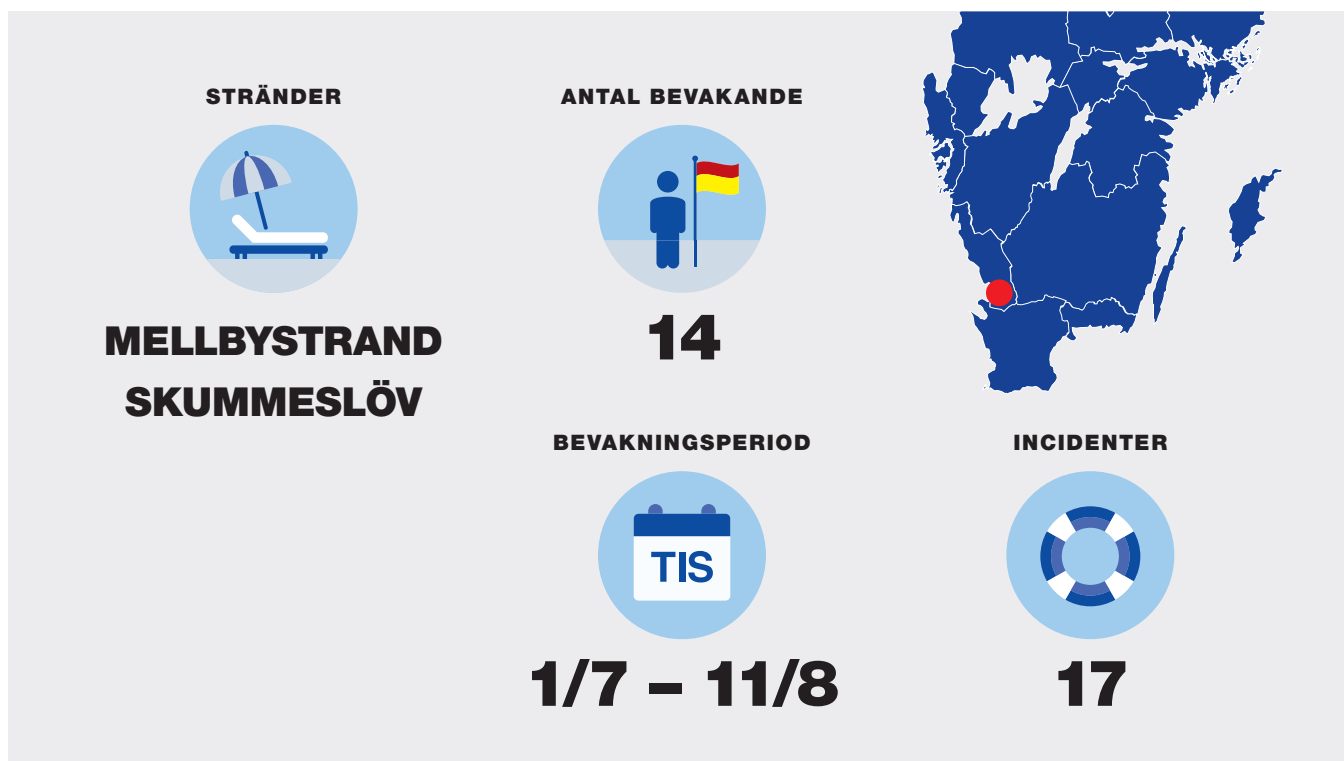 STRÄNDER
MELLBYSTRAND
SKUMMESLÖV
ANTAL BEVAKANDE
14
BEVAKNINGSPERIOD
TIS
1/7 – 11/8
INCIDENTER
17